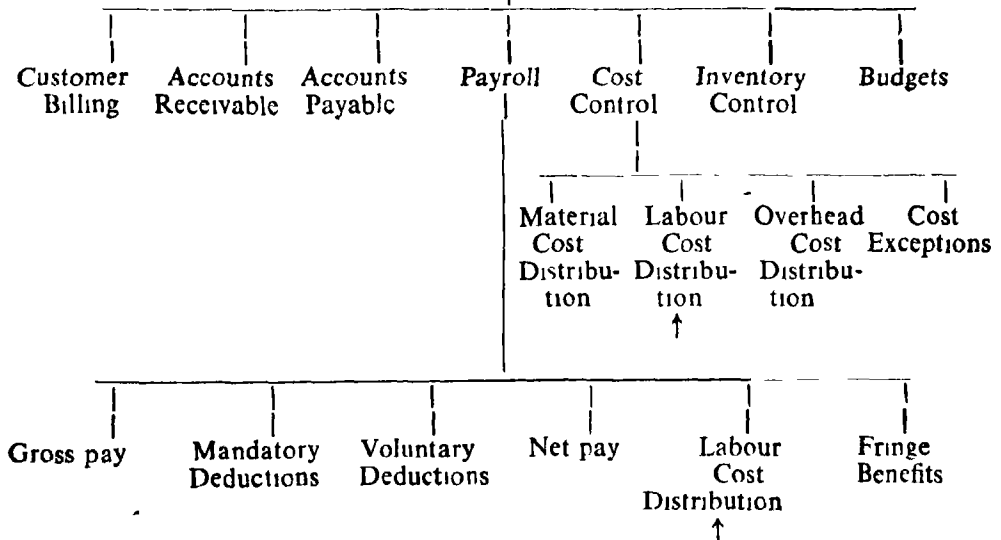 Customer Accounts Accounts Payroll Cost Inventory Budgets
Billing Receivable Payable Control Control
Material Labour Overhead Cost
Cost Cost Cost Exceptions
Distribu- Distribu- Distribu-
tion tion tion
↑
Gross pay Mandatory Voluntary Net pay Labour Fringe
Deductions Deductions Cost Benefits
Distribution
↑